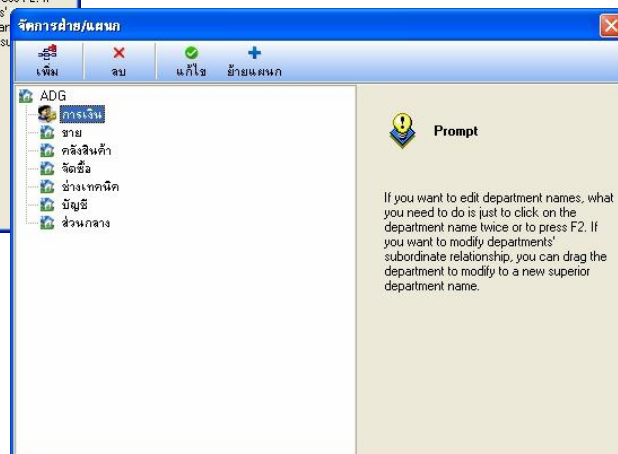 จัดการฝ่าย/แผนก
เพิ่ม ลบ แก้ไข ย้ายแผนก
ADG
การเงิน
ขาย
คลังสินค้า
จัดซื้อ
ช่างเทคนิค
บัญชี
ส่วนกลาง
Prompt
If you want to edit department names, what
you need to do is just to click on the
department name twice or to press F2. If
you want to modify departments'
subordinate relationship, you can drag the
department to modify to a new superior
department name.